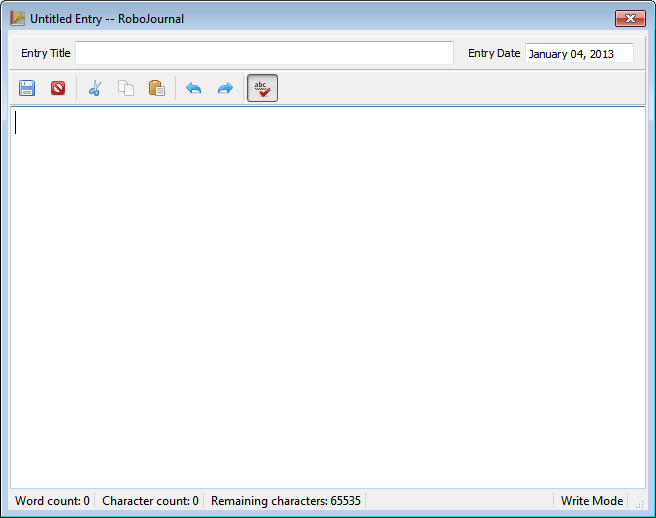 Untitled Entry -- RoboJournal
Entry Title
Entry Date January 04, 2013
abc
Word count: 0 Character count: 0 Remaining characters: 65535 Write Mode